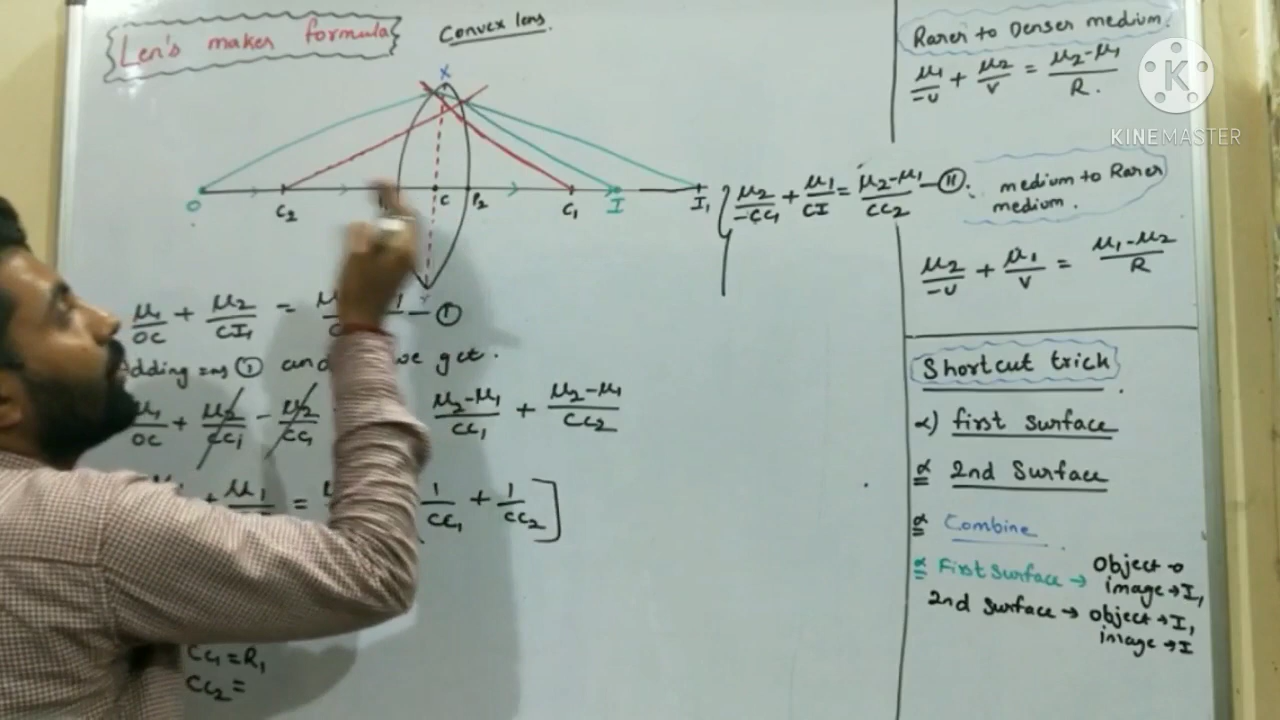 Len's maker formula
Convex lens.
X
O C₂ C P₂ C₁ I I₁
Y
μ₁/OC + μ₂/CI₁ = — ①
Adding ①  and we get.
μ₁/OC + μ₂/CC₁ - μ₂/CC₁ μ₂-μ₁/CC₁ + μ₂-μ₁/CC₂
+ μ₁ = 1/CC₁ + 1/CC₂ ]
CC₁ = R₁
CC₂ =
μ₂/-CC₁ + μ₁/CI = μ₂-μ₁/CC₂ — ⑪
Rarer to Denser medium.
μ₁/-u + μ₂/v = μ₂-μ₁/R.
KINEMASTER
medium to Rarer
medium.
μ₂/-u + μ₁/v = μ₁-μ₂/R
Shortcut trick
α) first surface
α 2nd Surface
α Combine
α First Surface → Object → O
image → I₁
2nd Surface → object → I₁
image → I